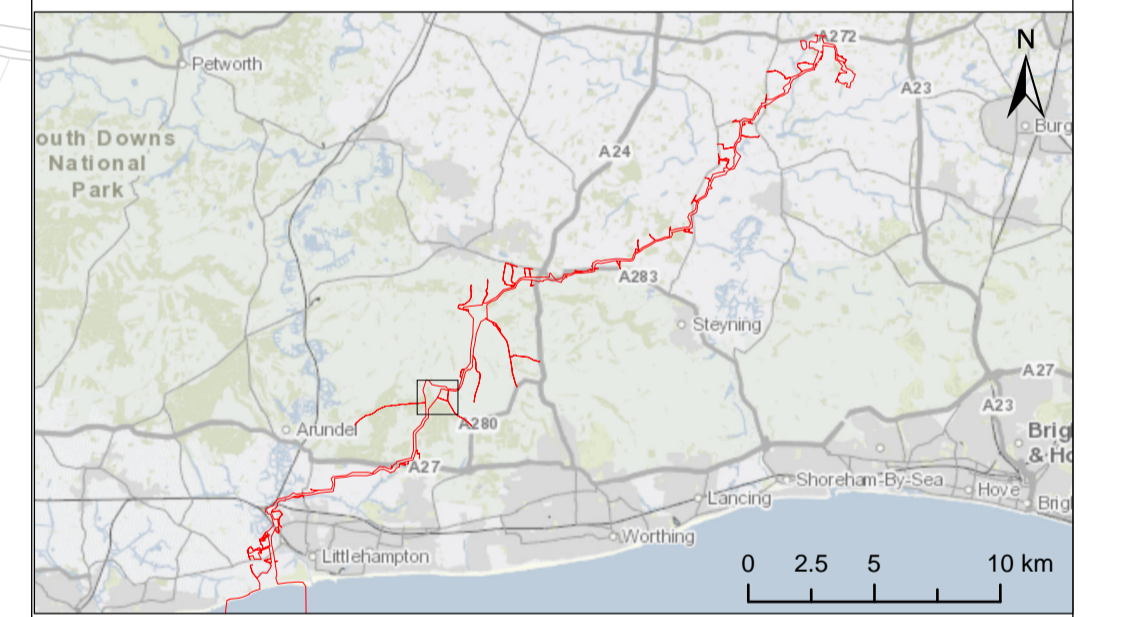 A272
N
Petworth
A23
Burg
outh Downs
National
Park
A24
A283
Steyning
A27
A23
Arundel
A280
Brig
& Ho
A27
Shoreham-By-Sea
Hove
Lancing
Brigh
Worthing
Littlehampton
0 2.5 5 10 km